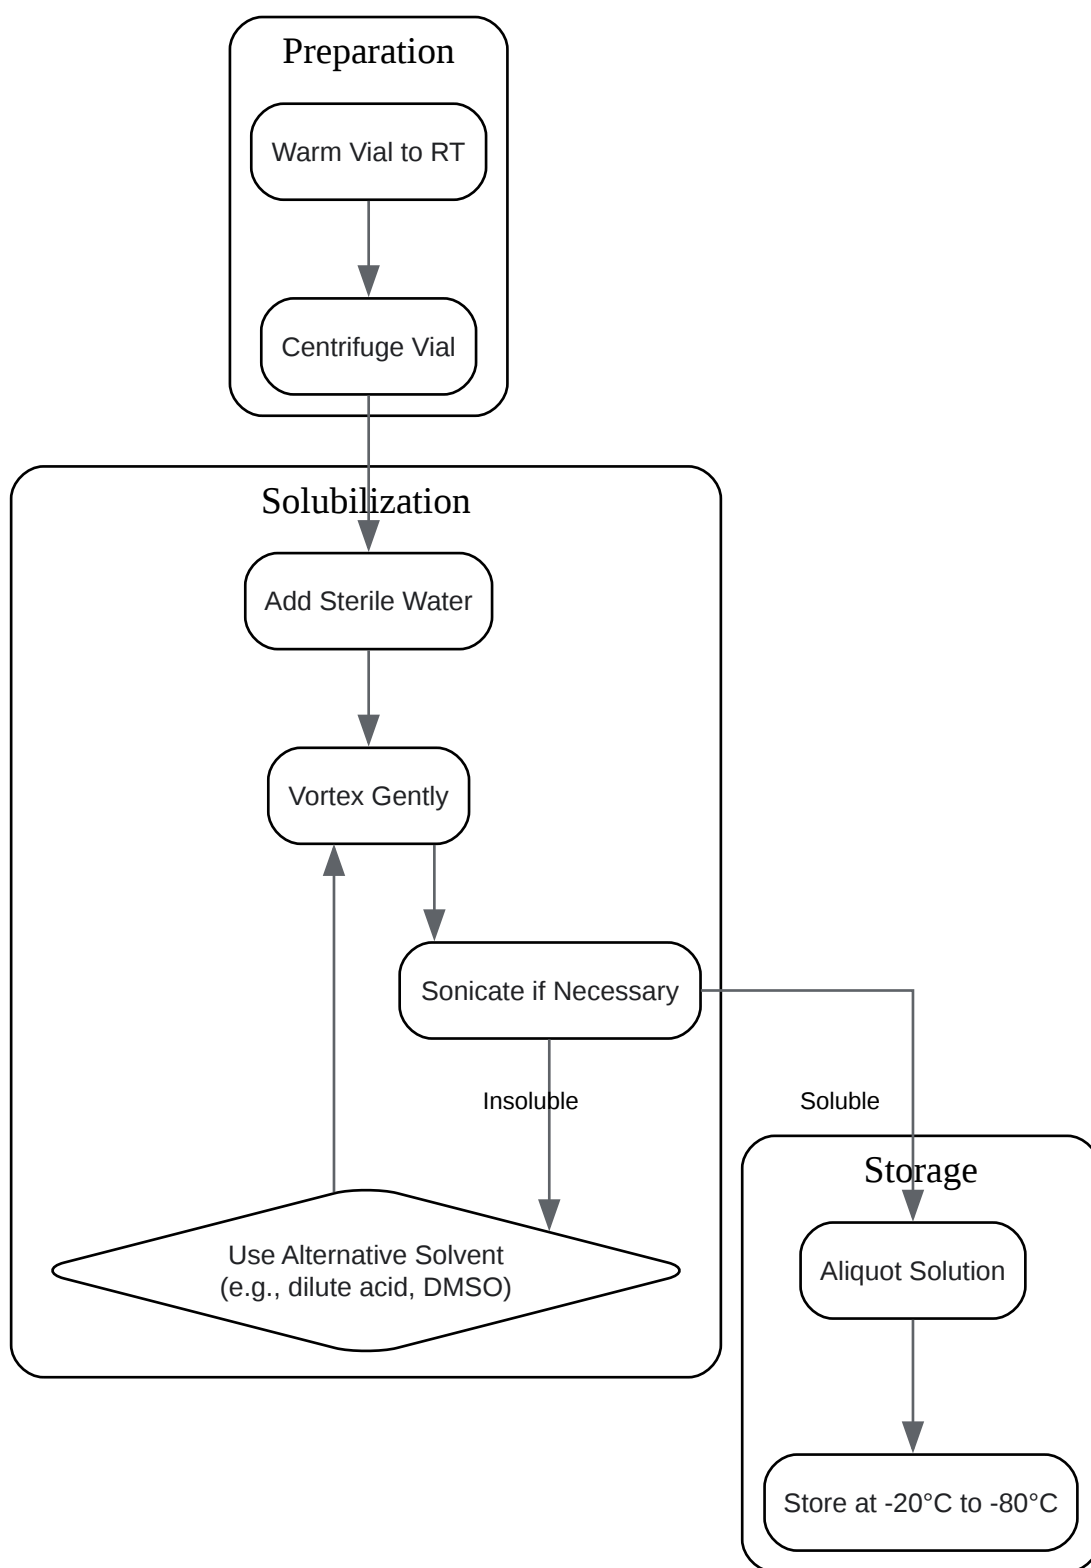 Preparation
Warm Vial to RT
Centrifuge Vial
Solubilization
Add Sterile Water
Vortex Gently
Sonicate if Necessary
Insoluble
Soluble
Use Alternative Solvent
(e.g., dilute acid, DMSO)
Storage
Aliquot Solution
Store at -20°C to -80°C